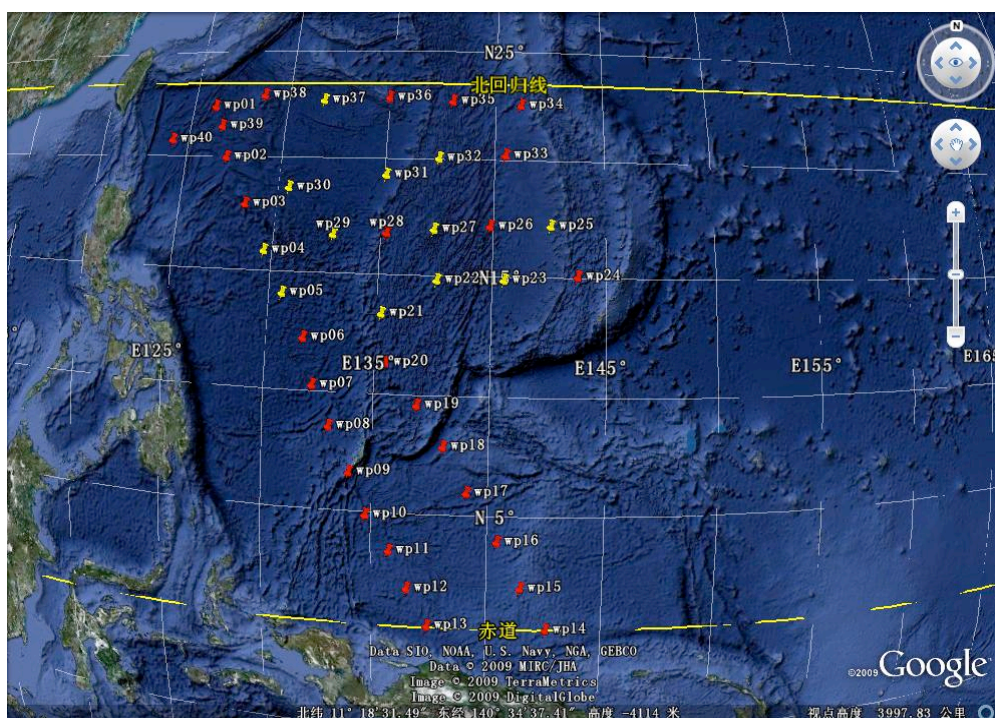 N
N25°
北回归线
wp01
wp38
wp37
wp36
wp35
wp34
wp39
wp40
wp02
wp32
wp33
wp31
wp30
wp03
wp29
wp28
wp27
wp26
wp25
wp04
wp22
N15°
wp23
wp24
wp05
wp21
wp06
E125°
E135°
wp20
E145°
E155°
E165
wp07
wp19
wp08
wp18
wp09
wp17
wp10
N 5°
wp16
wp11
wp12
wp15
wp13
赤道
wp14
Data SIO, NOAA, U.S. Navy, NGA, GEBCO
Data © 2009 MIRC/JHA
Image © 2009 TerraMetrics
Image © 2009 DigitalGlobe
©2009 Google
北纬 11° 18'31.49" 东经 140° 34'37.41" 高度 -4114 米 视点高度 3997.83 公里